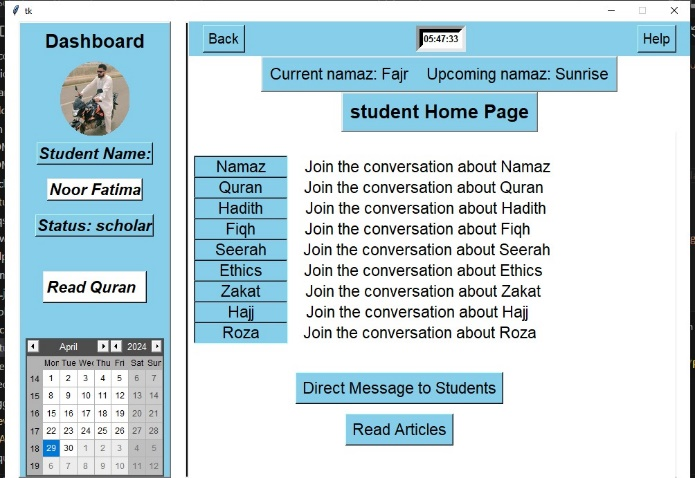 tk
Dashboard
Student Name:
Noor Fatima
Status: scholar
Read Quran
April 2024
Mon Tue Wed Thu Fri Sat Sun
14 1 2 3 4 5 6 7
15 8 9 10 11 12 13 14
16 15 16 17 18 19 20 21
17 22 23 24 25 26 27 28
18 29 30 1 2 3 4 5
19 6 7 8 9 10 11 12
Back 05:47:33 Help
Current namaz: Fajr Upcoming namaz: Sunrise
student Home Page
Namaz Join the conversation about Namaz
Quran Join the conversation about Quran
Hadith Join the conversation about Hadith
Fiqh Join the conversation about Fiqh
Seerah Join the conversation about Seerah
Ethics Join the conversation about Ethics
Zakat Join the conversation about Zakat
Hajj Join the conversation about Hajj
Roza Join the conversation about Roza
Direct Message to Students
Read Articles